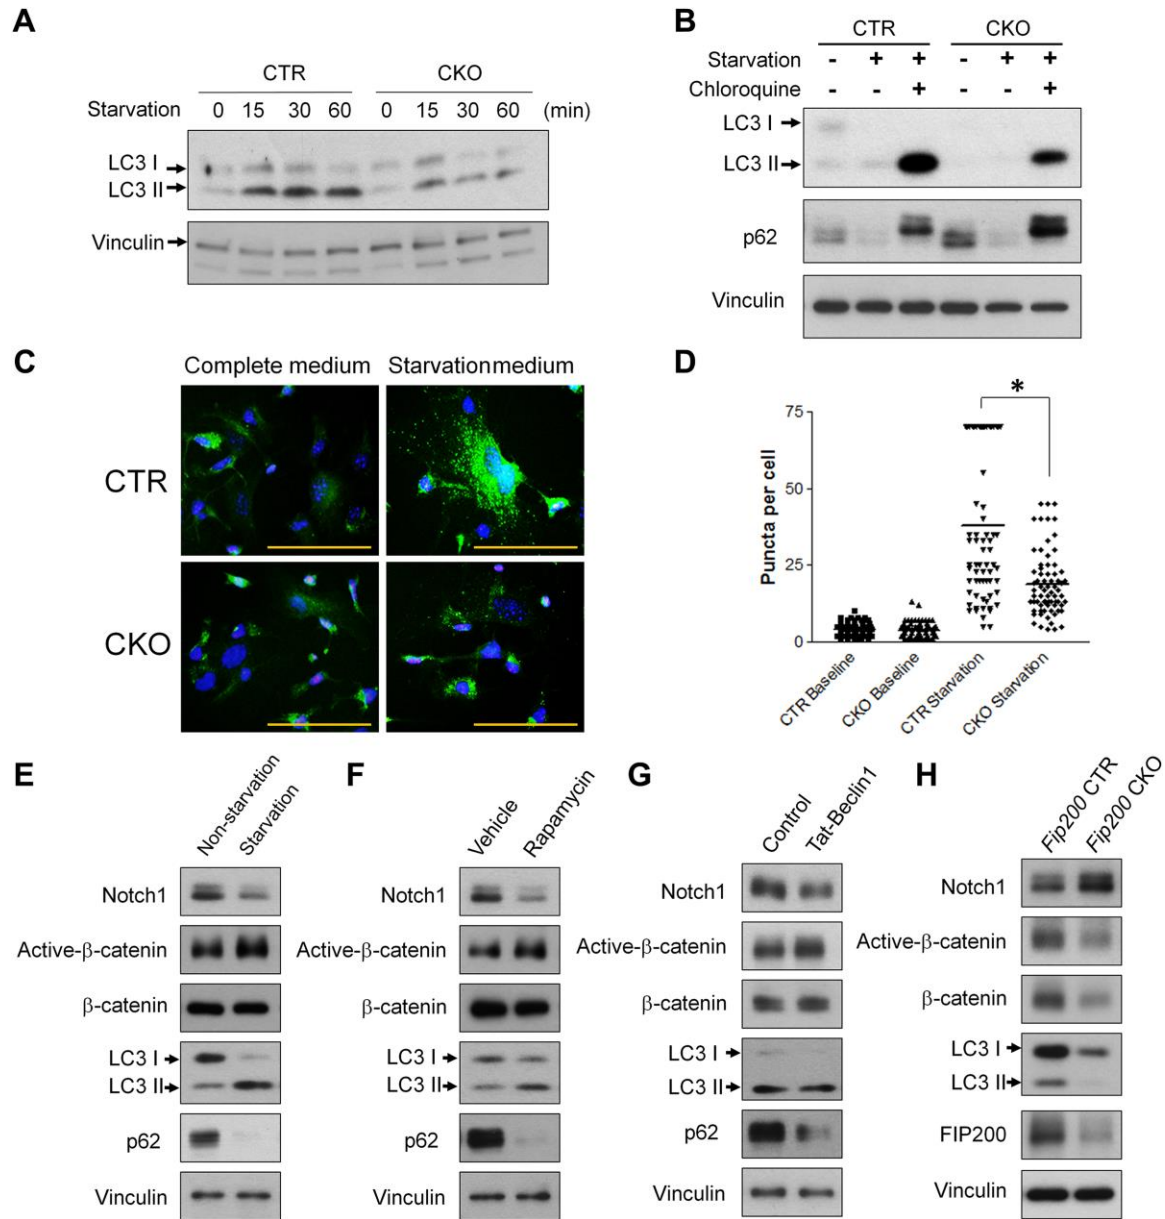 A
CTR CKO
Starvation 0 15 30 60 0 15 30 60 (min)
LC3 I
LC3 II
Vinculin
B
CTR CKO
Starvation - + + - + +
Chloroquine - - + - - +
LC3 I
LC3 II
p62
Vinculin
C
Complete medium Starvationmedium
CTR
CKO
D
*
Puncta per cell
75
50
25
0
CTR Baseline
CKO Baseline
CTR Starvation
CKO Starvation
E
Non-starvation
Starvation
Notch1
Active-β-catenin
β-catenin
LC3 I
LC3 II
p62
Vinculin
F
Vehicle
Rapamycin
Notch1
Active-β-catenin
β-catenin
LC3 I
LC3 II
p62
Vinculin
G
Control
Tat-Beclin1
Notch1
Active-β-catenin
β-catenin
LC3 I
LC3 II
p62
Vinculin
H
Fip200 CTR
Fip200 CKO
Notch1
Active-β-catenin
β-catenin
LC3 I
LC3 II
FIP200
Vinculin